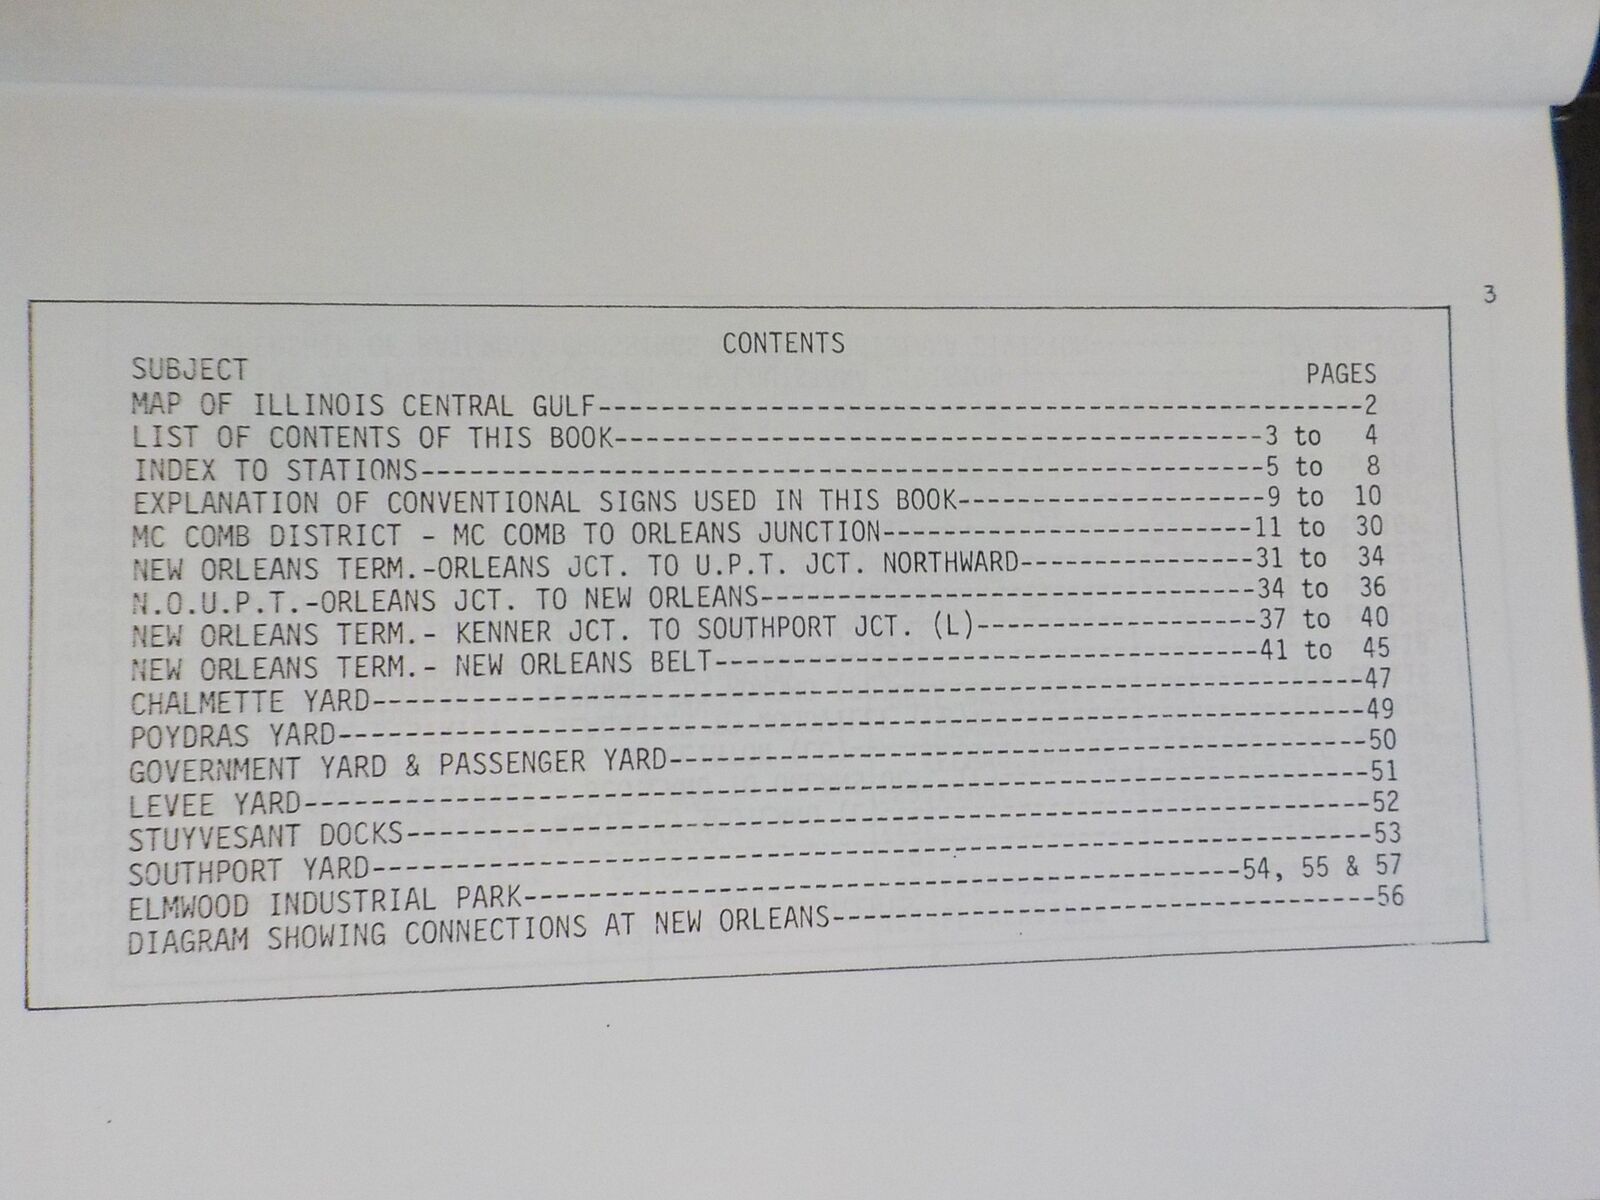 3
CONTENTS
SUBJECT PAGES
MAP OF ILLINOIS CENTRAL GULF----------------------------------------------2
LIST OF CONTENTS OF THIS BOOK---------------------------------------3 to 4
INDEX TO STATIONS---------------------------------------------------5 to 8
EXPLANATION OF CONVENTIONAL SIGNS USED IN THIS BOOK-------------------9 to 10
MC COMB DISTRICT - MC COMB TO ORLEANS JUNCTION----------------------11 to 30
NEW ORLEANS TERM.-ORLEANS JCT. TO U.P.T. JCT. NORTHWARD--------------31 to 34
N.O.U.P.T.-ORLEANS JCT. TO NEW ORLEANS------------------------------34 to 36
NEW ORLEANS TERM.- KENNER JCT. TO SOUTHPORT JCT. (L)-----------------37 to 40
NEW ORLEANS TERM.- NEW ORLEANS BELT---------------------------------41 to 45
CHALMETTE YARD------------------------------------------------------------47
POYDRAS YARD--------------------------------------------------------------49
GOVERNMENT YARD & PASSENGER YARD------------------------------------------50
LEVEE YARD----------------------------------------------------------------51
STUYVESANT DOCKS----------------------------------------------------------52
SOUTHPORT YARD------------------------------------------------------------53
ELMWOOD INDUSTRIAL PARK-------------------------------------------54, 55 & 57
DIAGRAM SHOWING CONNECTIONS AT NEW ORLEANS---------------------------------56